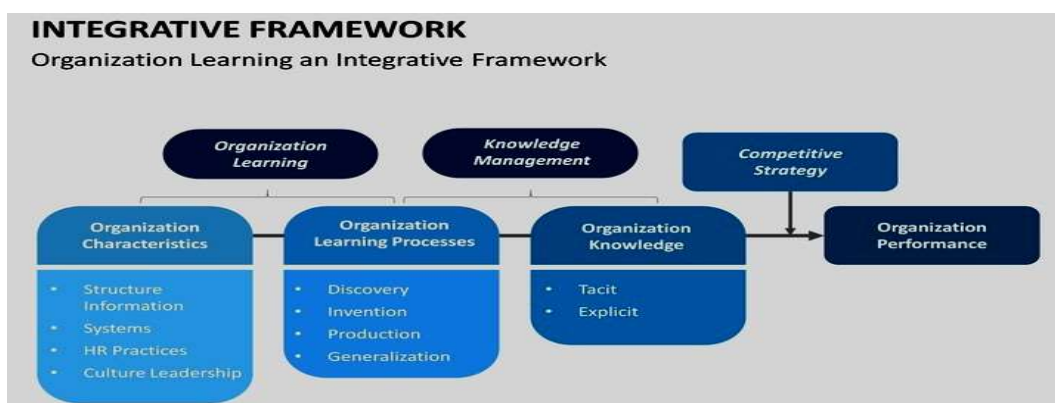 INTEGRATIVE FRAMEWORK
Organization Learning an Integrative Framework
Organization
Learning
Knowledge
Management
Competitive
Strategy
Organization
Characteristics
• Structure
Information
• Systems
• HR Practices
• Culture Leadership
Organization
Learning Processes
• Discovery
• Invention
• Production
• Generalization
Organization
Knowledge
• Tacit
• Explicit
Organization
Performance